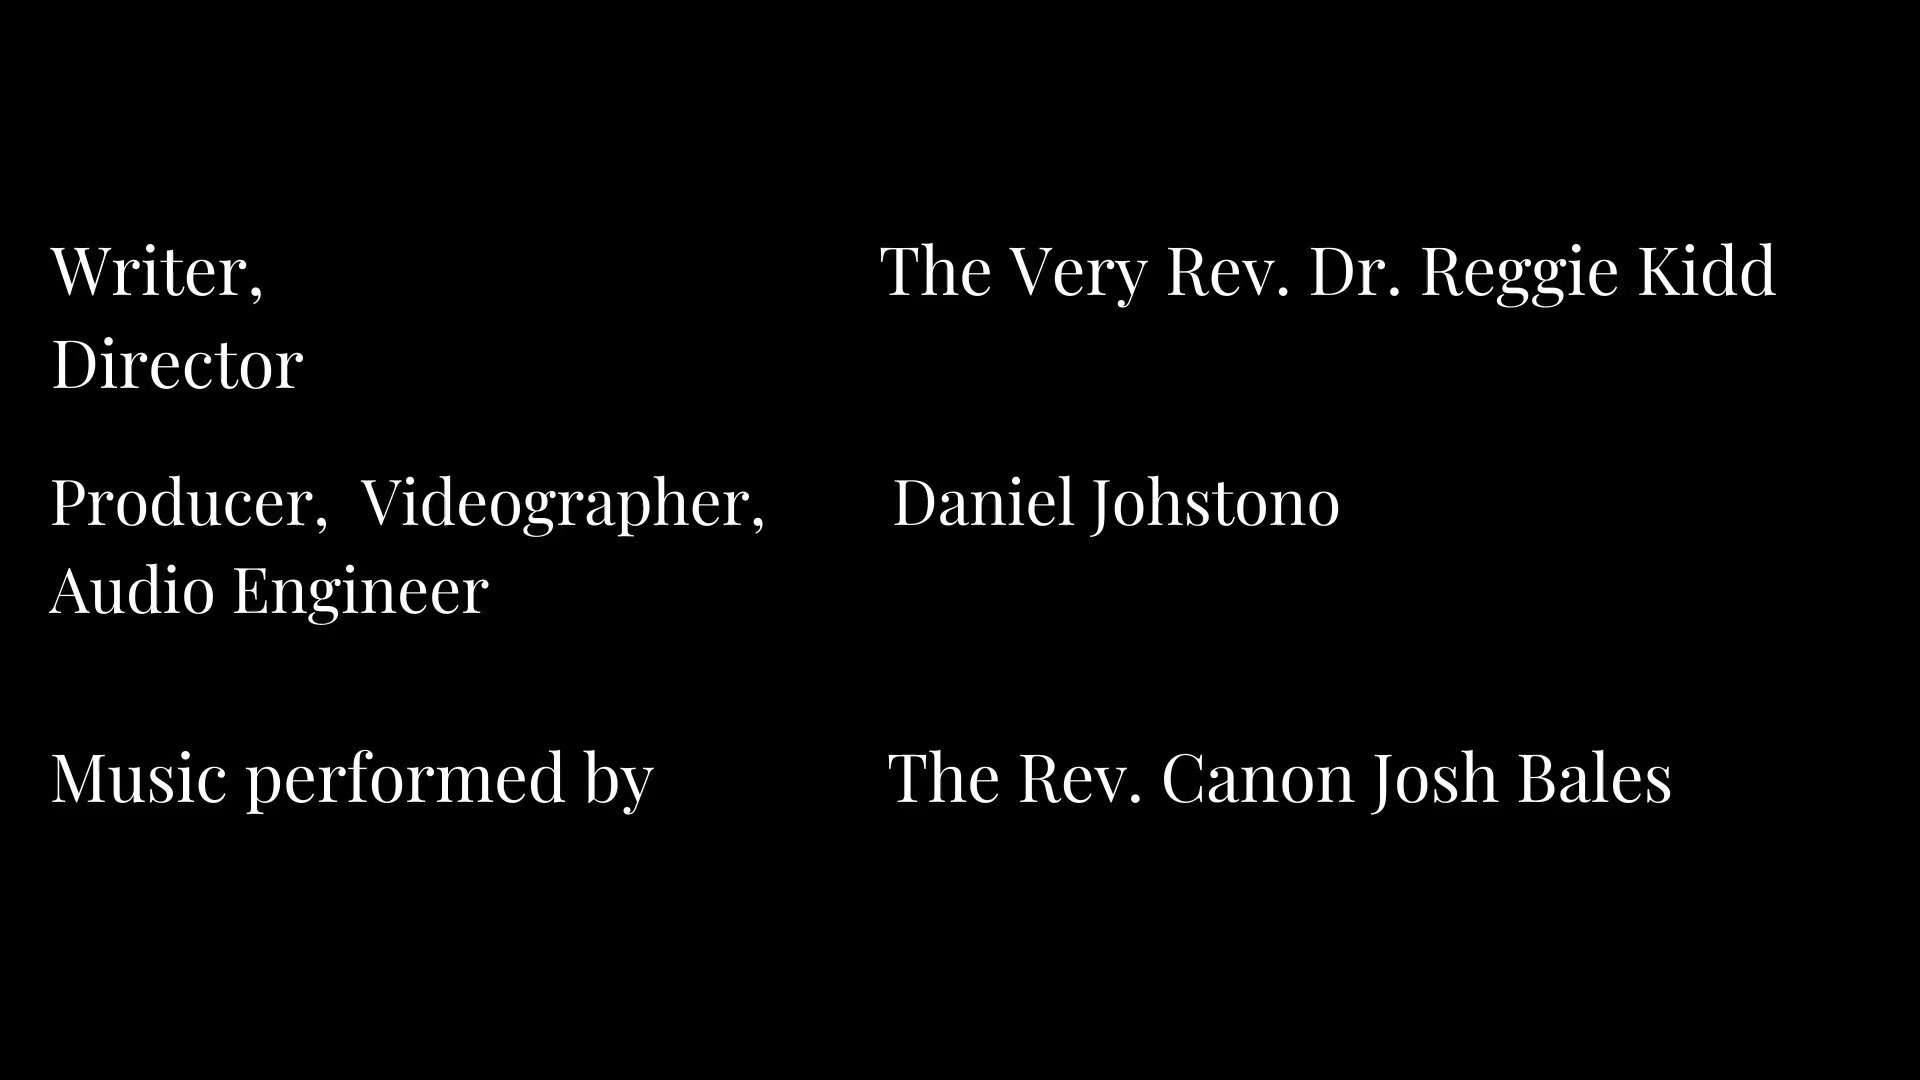 Writer, The Very Rev. Dr. Reggie Kidd
Director
Producer, Videographer, Daniel Johstono
Audio Engineer
Music performed by The Rev. Canon Josh Bales